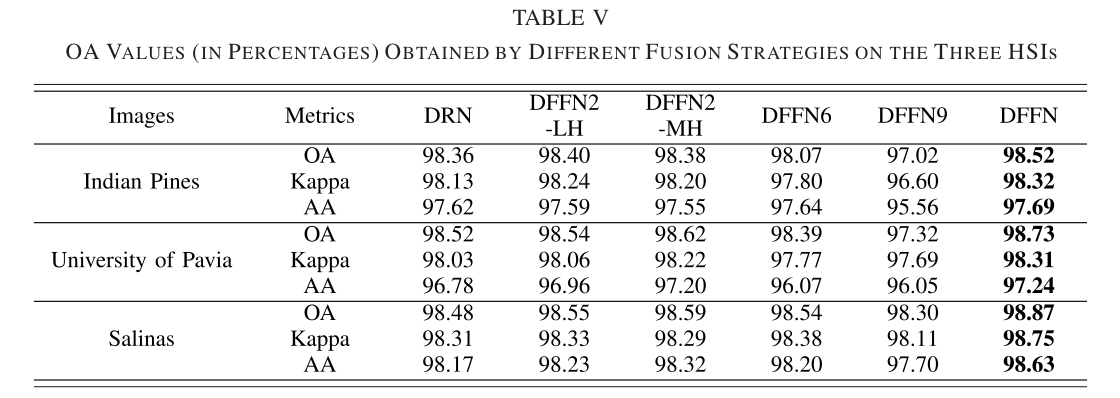 TABLE V
OA VALUES (IN PERCENTAGES) OBTAINED BY DIFFERENT FUSION STRATEGIES ON THE THREE HSIS
Images Metrics DRN DFFN2-LH DFFN2-MH DFFN6 DFFN9 DFFN
Indian Pines OA 98.36 98.40 98.38 98.07 97.02 98.52
Kappa 98.13 98.24 98.20 97.80 96.60 98.32
AA 97.62 97.59 97.55 97.64 95.56 97.69
University of Pavia OA 98.52 98.54 98.62 98.39 97.32 98.73
Kappa 98.03 98.06 98.22 97.77 97.69 98.31
AA 96.78 96.96 97.20 96.07 96.05 97.24
Salinas OA 98.48 98.55 98.59 98.54 98.30 98.87
Kappa 98.31 98.33 98.29 98.38 98.11 98.75
AA 98.17 98.23 98.32 98.20 97.70 98.63